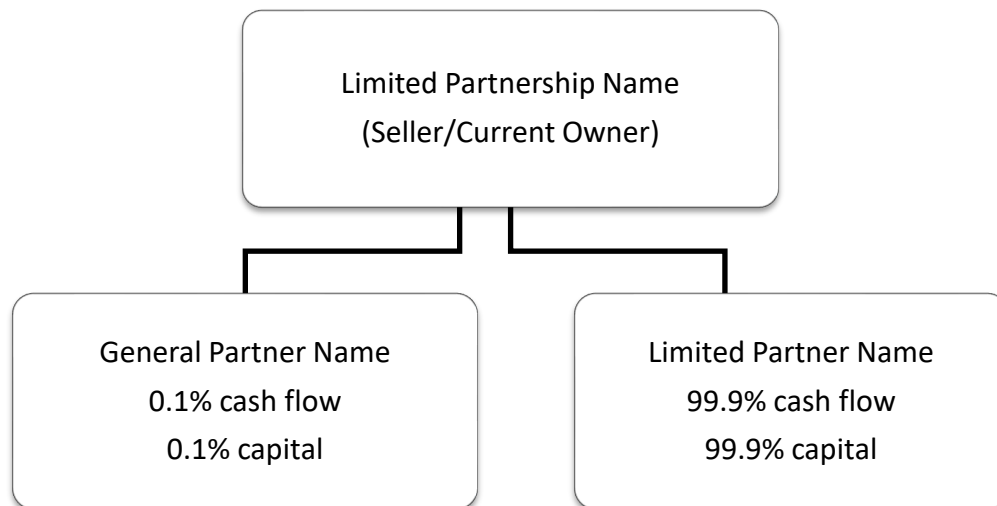 Limited Partnership Name
(Seller/Current Owner)
General Partner Name
0.1% cash flow
0.1% capital
Limited Partner Name
99.9% cash flow
99.9% capital